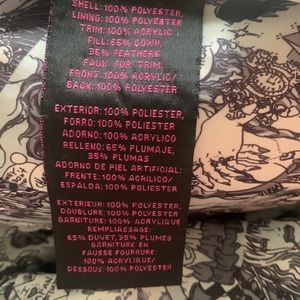 SHELL: 100% POLYESTER,
LINING: 100% POLYESTER
TRIM: 100% ACRYLIC
FILL: 65% DOWN,
35% FEATHERS
FAUX FUR TRIM:
FRONT: 100% ACRYLIC/
BACK: 100% POLYESTER
EXTERIOR: 100% POLIESTER,
FORRO: 100% POLIESTER
ADORNO: 100% ACRILICO
RELLENO: 65% PLUMAJE,
35% PLUMAS
ADORNO DE PIEL ARTIFICIAL:
FRENTE: 100% ACRILICO/
ESPALDA: 100% POLIESTER
EXTERIEUR: 100% POLYESTER,
DOUBLURE: 100% POLYESTER
GARNITURE: 100% ACRYLIQUE
REMPLISSAGE:
65% DUVET, 35% PLUMES
GARNITURE EN
FAUSSE FOURRURE:
100% ACRYLIQUE/
DESSOUS: 100% POLYESTER